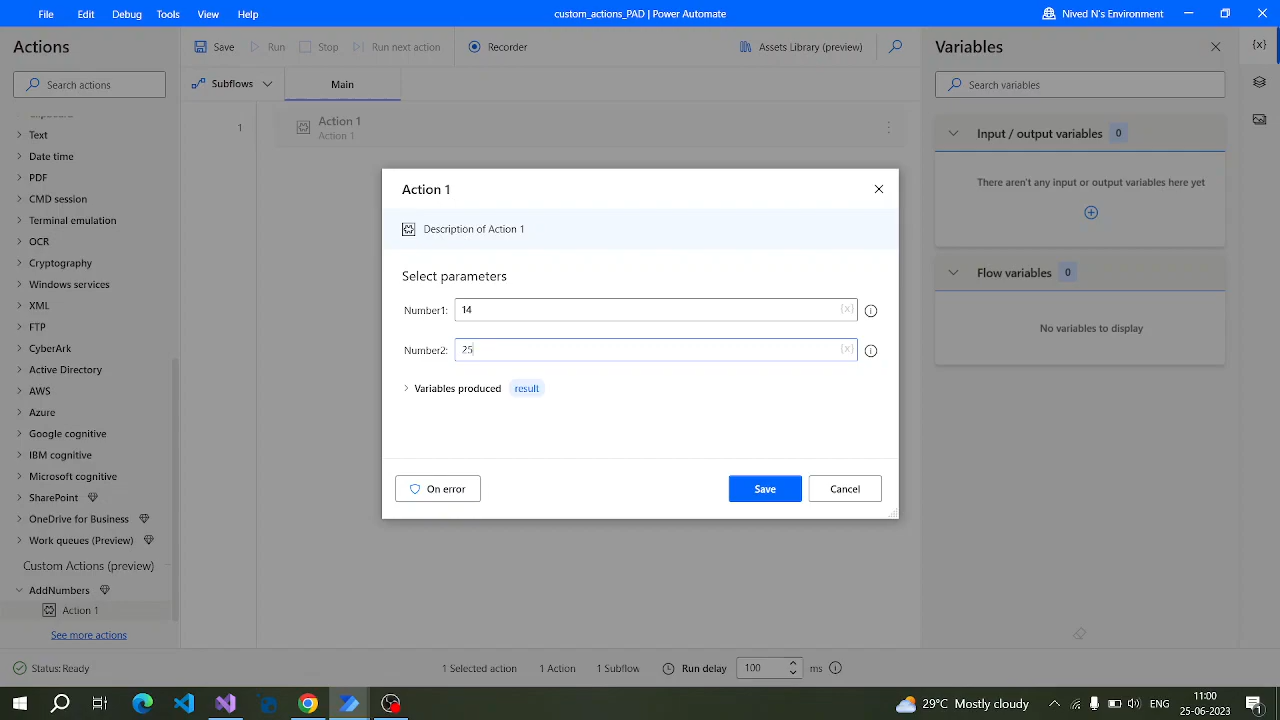 File Edit Debug Tools View Help custom_actions_PAD | Power Automate Nived N's Environment
Actions
Search actions
Text
Date time
PDF
CMD session
Terminal emulation
OCR
Cryptography
Windows services
XML
FTP
CyberArk
Active Directory
AWS
Azure
Google cognitive
IBM cognitive
Microsoft cognitive
SharePoint
OneDrive for Business
Work queues (Preview)
Custom Actions (preview)
AddNumbers
Action 1
See more actions
Save Run Stop Run next action Recorder Assets Library (preview)
Subflows Main
1
Action 1
Action 1
Action 1
Description of Action 1
Select parameters
Number1: 14 {x}
Number2: 25 {x}
Variables produced result
On error Save Cancel
Variables {x}
Search variables
Input / output variables 0
There aren't any input or output variables here yet
Flow variables 0
No variables to display
Status: Ready 1 Selected action 1 Action 1 Subflow Run delay 100 ms
29°C Mostly cloudy ENG 11:00
25-06-2023